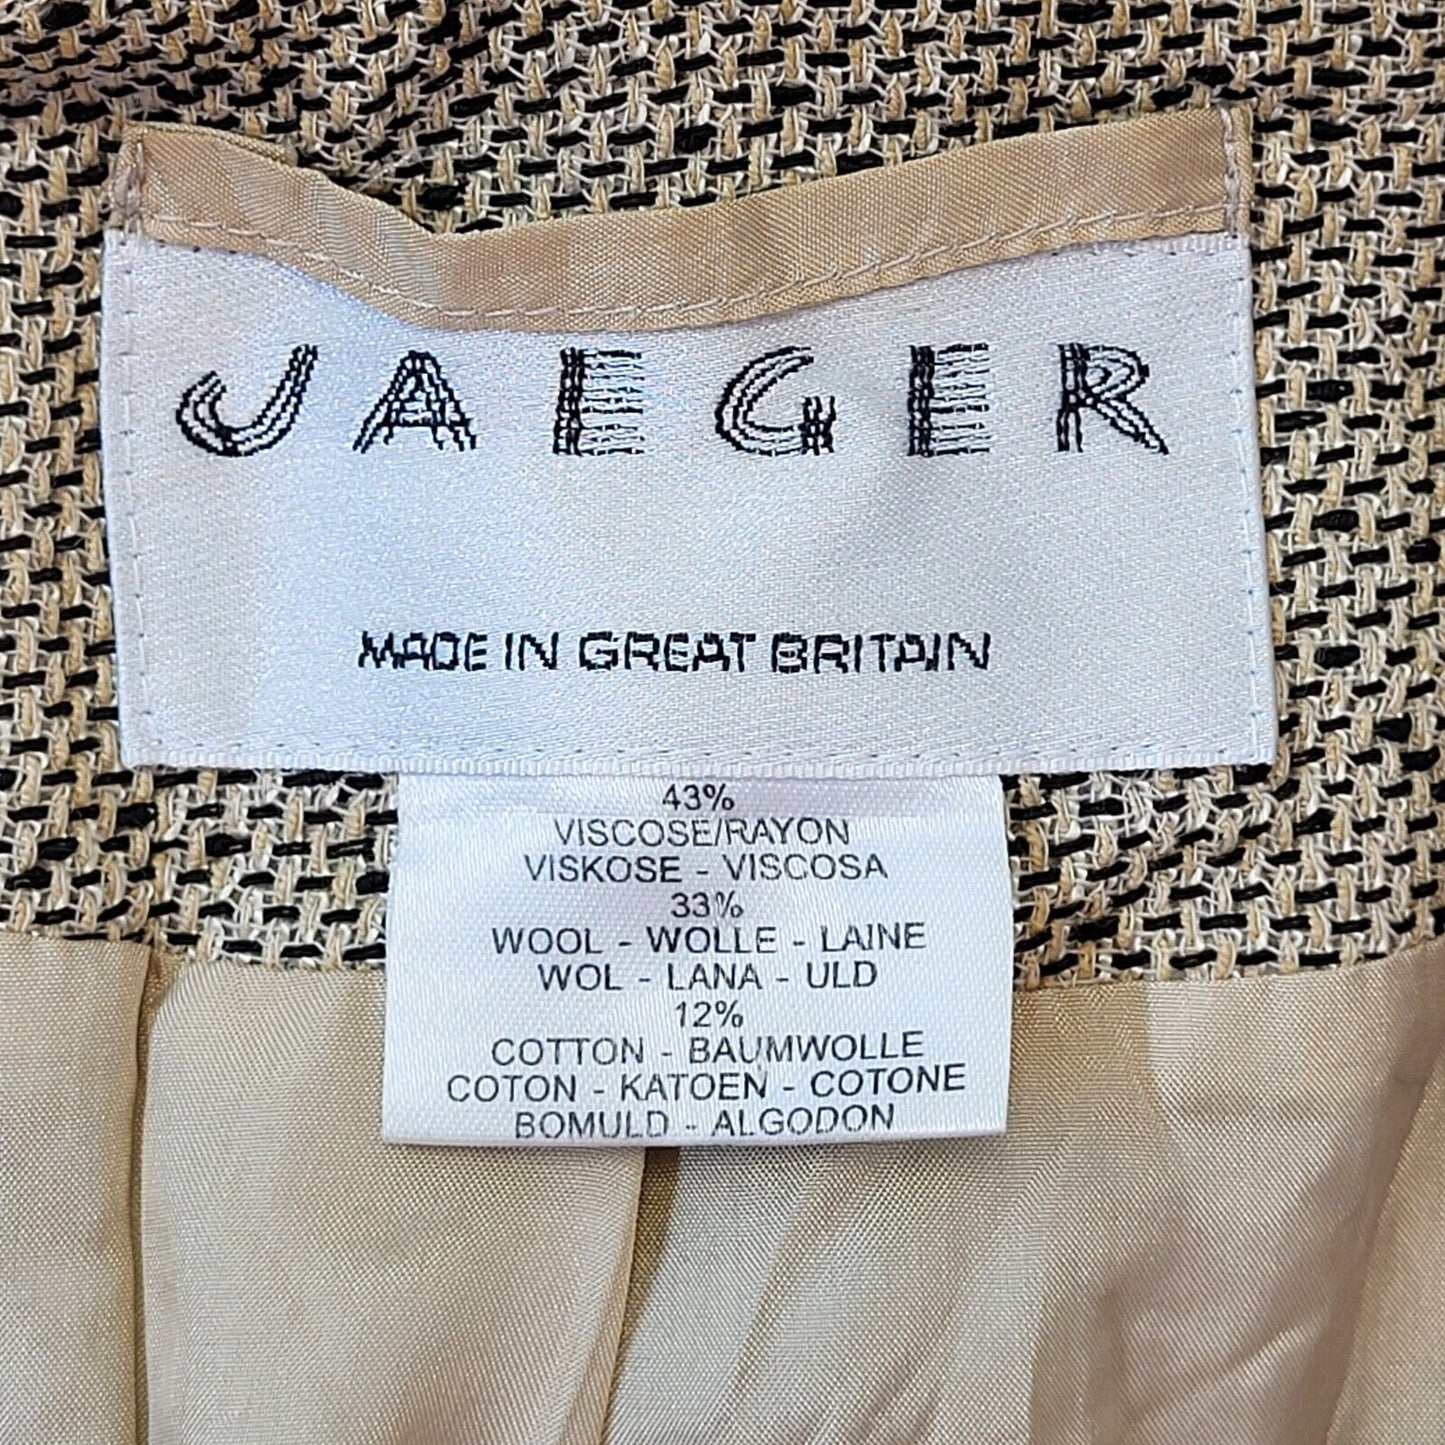 JAEGER
MADE IN GREAT BRITAIN
43%
VISCOSE/RAYON
VISKOSE - VISCOSA
33%
WOOL - WOLLE - LAINE
WOL - LANA - ULD
12%
COTTON - BAUMWOLLE
COTON - KATOEN - COTONE
BOMULD - ALGODON